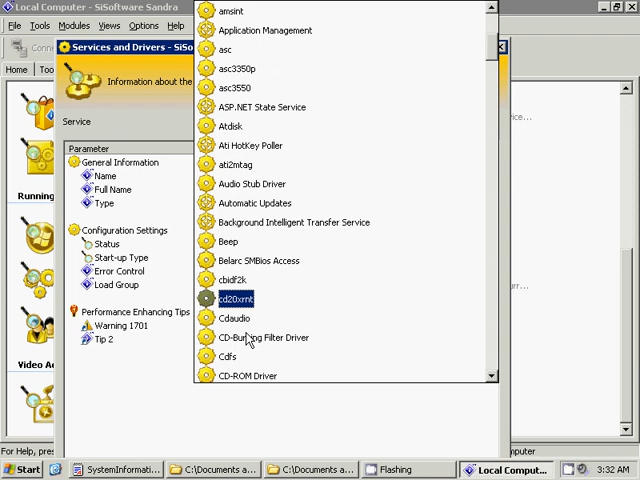 Local Computer - SiSoftware Sandra
File Tools Modules Views Options Help
Home
Services and Drivers - SiSo
Information about the
Service
Parameter
General Information
Name
Full Name
Type
Configuration Settings
Status
Start-up Type
Error Control
Load Group
Performance Enhancing Tips
Warning 1701
Tip 2
amsint
Application Management
asc
asc3350p
asc3550
ASP.NET State Service
Atdisk
Ati HotKey Poller
ati2mtag
Audio Stub Driver
Automatic Updates
Background Intelligent Transfer Service
Beep
Belarc SMBios Access
cbidf2k
cd20xrnt
Cdaudio
CD-Burning Filter Driver
Cdfs
CD-ROM Driver
Running
Video Ac
For Help, press
Start
SystemInformati...
C:\Documents a...
C:\Documents a...
Flashing
Local Comput...
3:32 AM